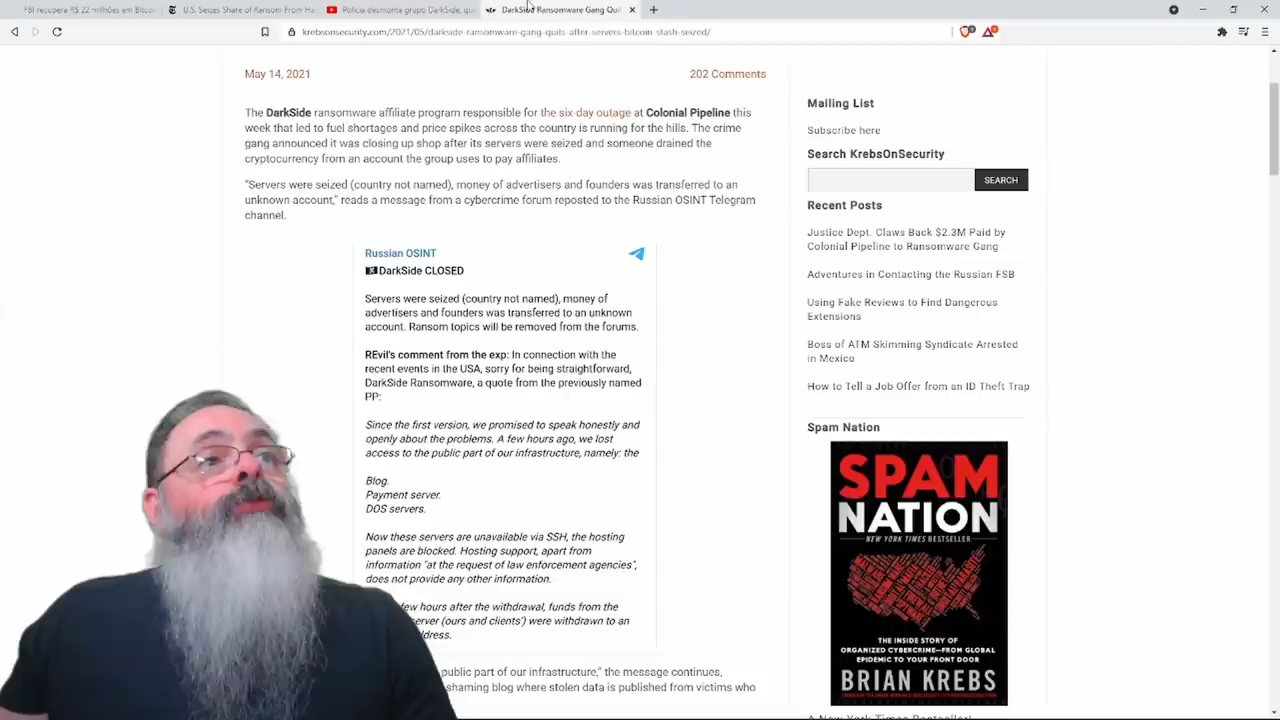 FBI recupera R$ 22 milhões em Bitcoi
U.S. Seizes Share of Ransom From Ha
Polícia desmonta grupo DarkSide, qu
DarkSide Ransomware Gang Quit
krebsonsecurity.com/2021/05/darkside-ransomware-gang-quits-after-servers-bitcoin-stash-seized/
May 14, 2021
202 Comments
The DarkSide ransomware affiliate program responsible for the six-day outage at Colonial Pipeline this
week that led to fuel shortages and price spikes across the country is running for the hills. The crime
gang announced it was closing up shop after its servers were seized and someone drained the
cryptocurrency from an account the group uses to pay affiliates.
“Servers were seized (country not named), money of advertisers and founders was transferred to an
unknown account,” reads a message from a cybercrime forum reposted to the Russian OSINT Telegram
channel.
Russian OSINT
DarkSide CLOSED
Servers were seized (country not named), money of
advertisers and founders was transferred to an unknown
account. Ransom topics will be removed from the forums.
REvil's comment from the exp: In connection with the
recent events in the USA, sorry for being straightforward,
DarkSide Ransomware, a quote from the previously named
PP:
Since the first version, we promised to speak honestly and
openly about the problems. A few hours ago, we lost
access to the public part of our infrastructure, namely: the
Blog.
Payment server.
DOS servers.
Now these servers are unavailable via SSH, the hosting
panels are blocked. Hosting support, apart from
information "at the request of law enforcement agencies",
does not provide any other information.
few hours after the withdrawal, funds from the
erver (ours and clients') were withdrawn to an
ddress.
public part of our infrastructure,” the message continues,
shaming blog where stolen data is published from victims who
Mailing List
Subscribe here
Search KrebsOnSecurity
SEARCH
Recent Posts
Justice Dept. Claws Back $2.3M Paid by
Colonial Pipeline to Ransomware Gang
Adventures in Contacting the Russian FSB
Using Fake Reviews to Find Dangerous
Extensions
Boss of ATM Skimming Syndicate Arrested
in Mexico
How to Tell a Job Offer from an ID Theft Trap
Spam Nation
SPAM
NATION
NEW YORK TIMES BESTSELLER
THE INSIDE STORY OF
ORGANIZED CYBERCRIME—FROM GLOBAL
EPIDEMIC TO YOUR FRONT DOOR
BRIAN KREBS
A New York Times Bestseller!